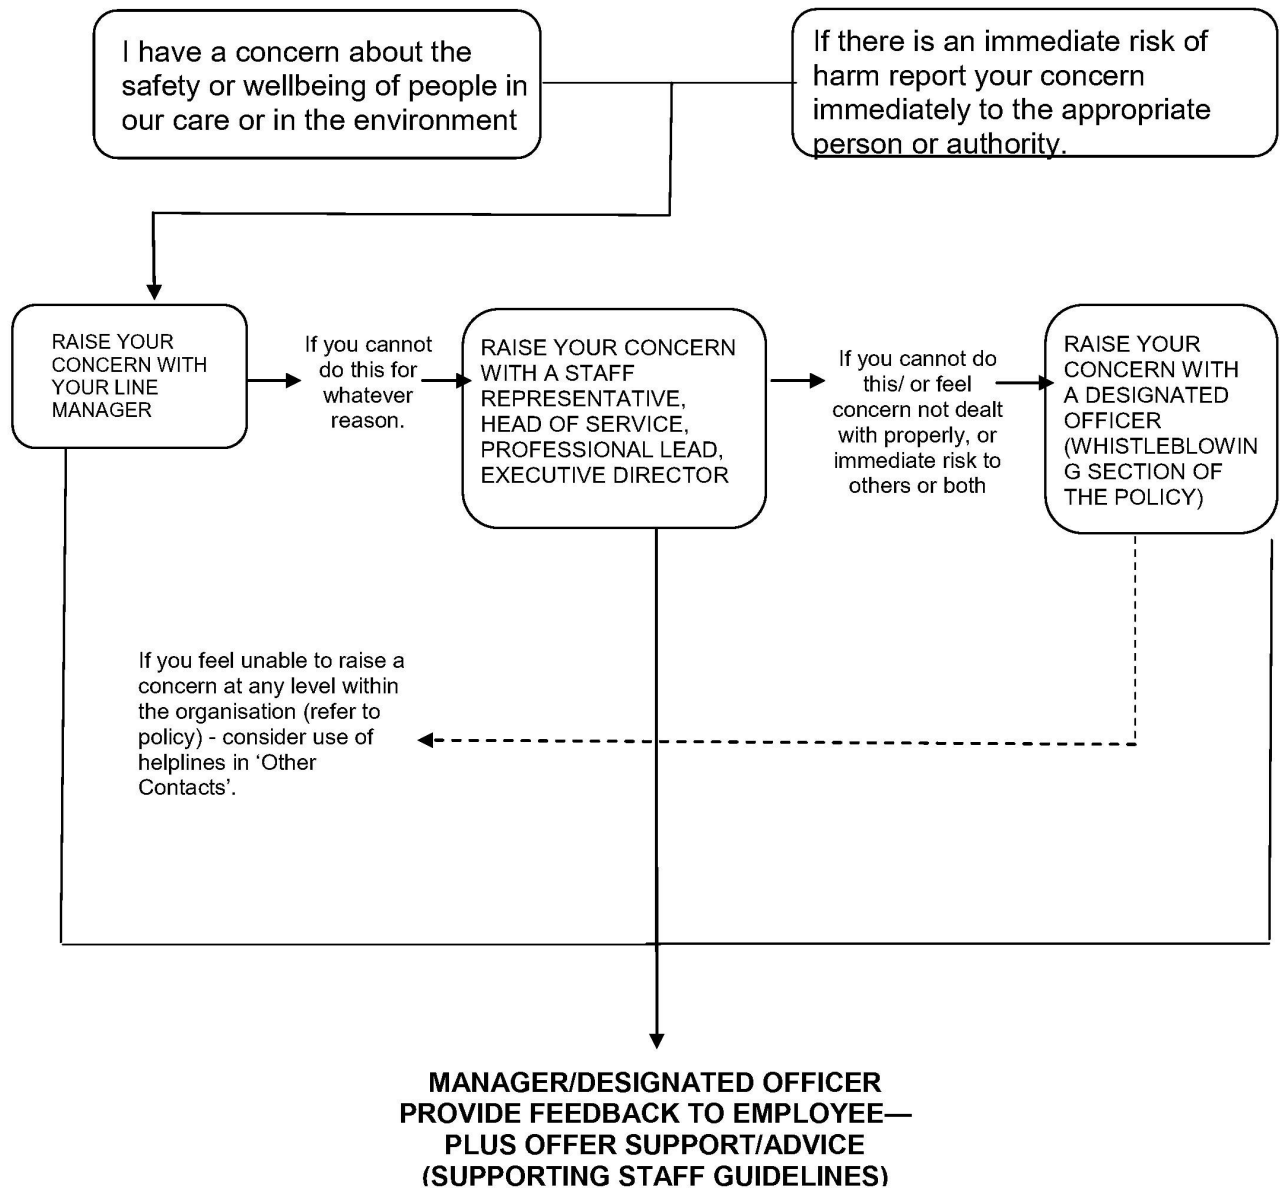 I have a concern about the
safety or wellbeing of people in
our care or in the environment
If there is an immediate risk of
harm report your concern
immediately to the appropriate
person or authority.
RAISE YOUR
CONCERN WITH
YOUR LINE
MANAGER
If you cannot
do this for
whatever
reason.
RAISE YOUR CONCERN
WITH A STAFF
REPRESENTATIVE,
HEAD OF SERVICE,
PROFESSIONAL LEAD,
EXECUTIVE DIRECTOR
If you cannot do
this/ or feel
concern not dealt
with properly, or
immediate risk to
others or both
RAISE YOUR
CONCERN WITH
A DESIGNATED
OFFICER
(WHISTLEBLOWIN
G SECTION OF
THE POLICY)
If you feel unable to raise a
concern at any level within
the organisation (refer to
policy) - consider use of
helplines in ‘Other
Contacts’.
MANAGER/DESIGNATED OFFICER
PROVIDE FEEDBACK TO EMPLOYEE—
PLUS OFFER SUPPORT/ADVICE
(SUPPORTING STAFF GUIDELINES)